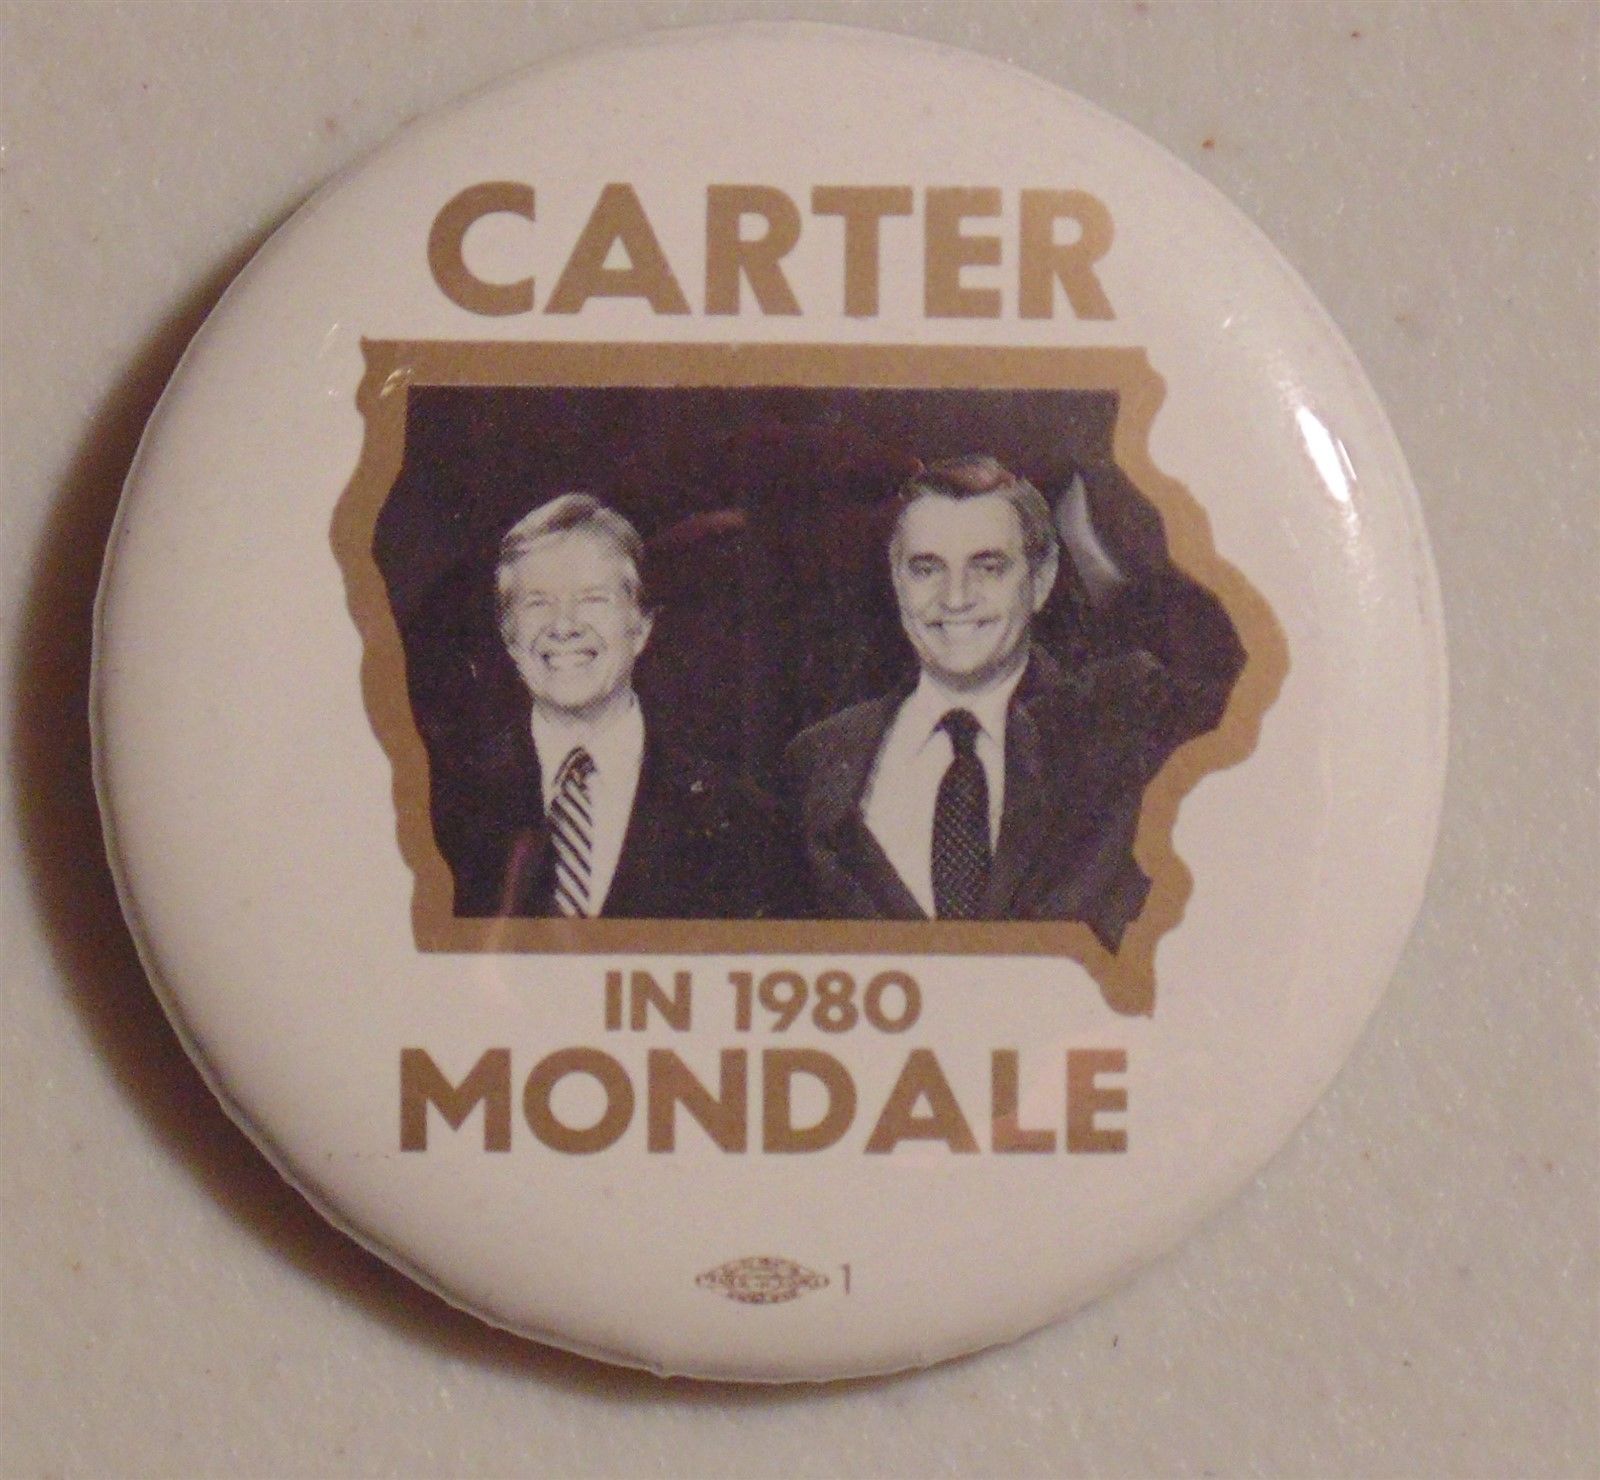 CARTER
IN 1980
MONDALE
1